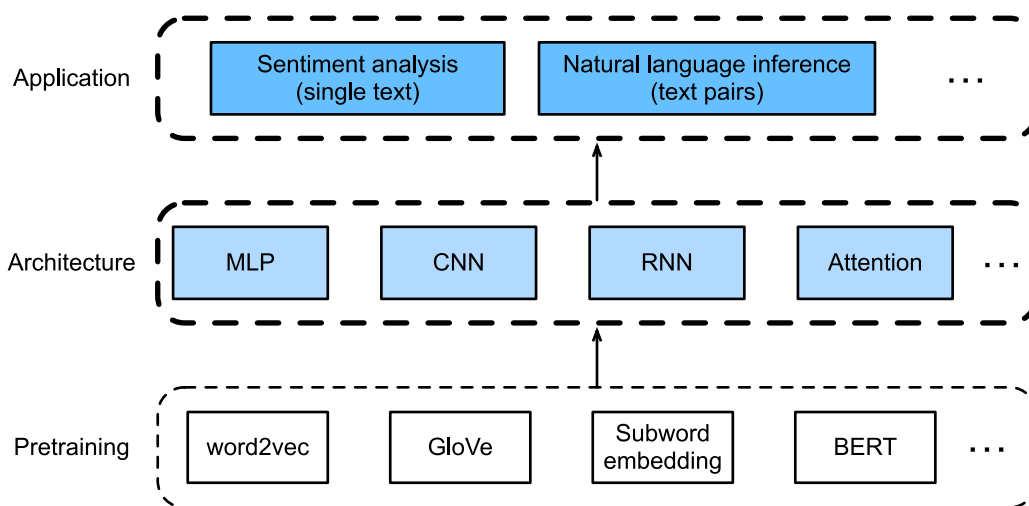 Application
Sentiment analysis
(single text)
Natural language inference
(text pairs)
...
Architecture
MLP
CNN
RNN
Attention
...
Pretraining
word2vec
GloVe
Subword
embedding
BERT
...